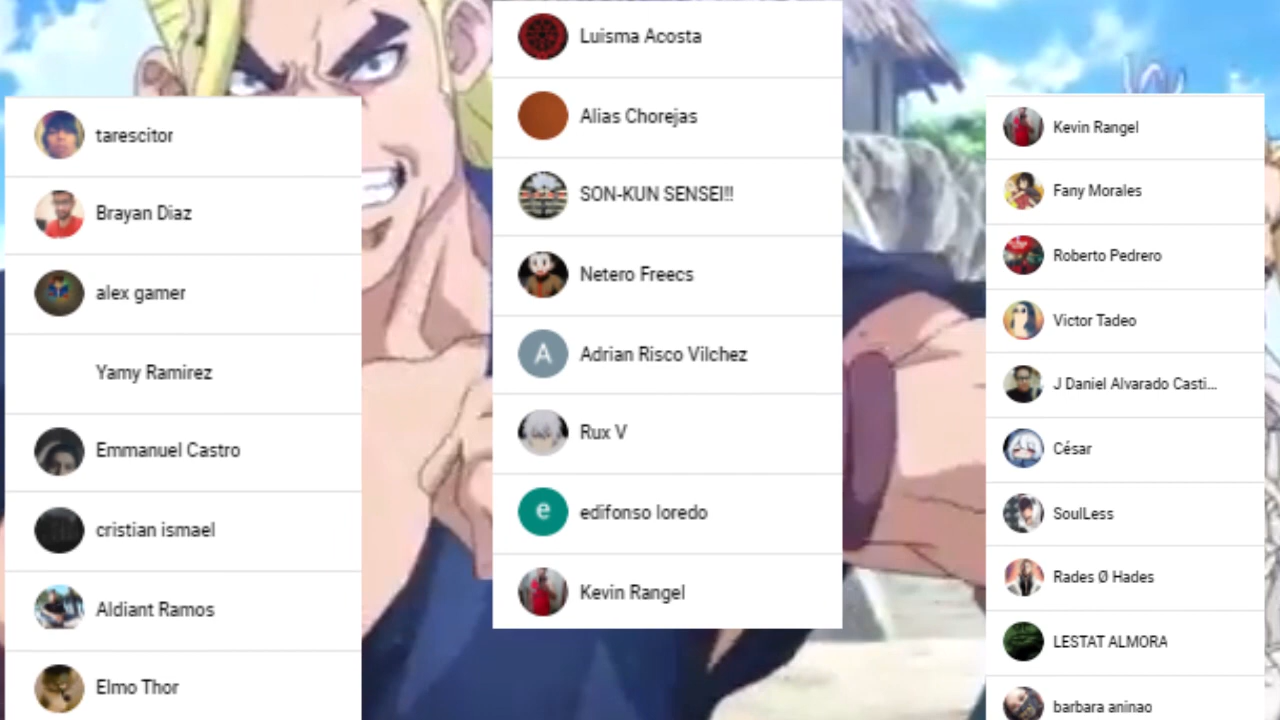 tarescitor
Brayan Diaz
alex gamer
Yamy Ramirez
Emmanuel Castro
cristian ismael
Aldiant Ramos
Elmo Thor
Luisma Acosta
Alias Chorejas
SON-KUN SENSEI!!
Netero Freecs
A
Adrian Risco Vilchez
Rux V
e
edifonso loredo
Kevin Rangel
Kevin Rangel
Fany Morales
Roberto Pedrero
Victor Tadeo
J Daniel Alvarado Casti...
César
SoulLess
Rades Ø Hades
LESTAT ALMORA
barbara aninao